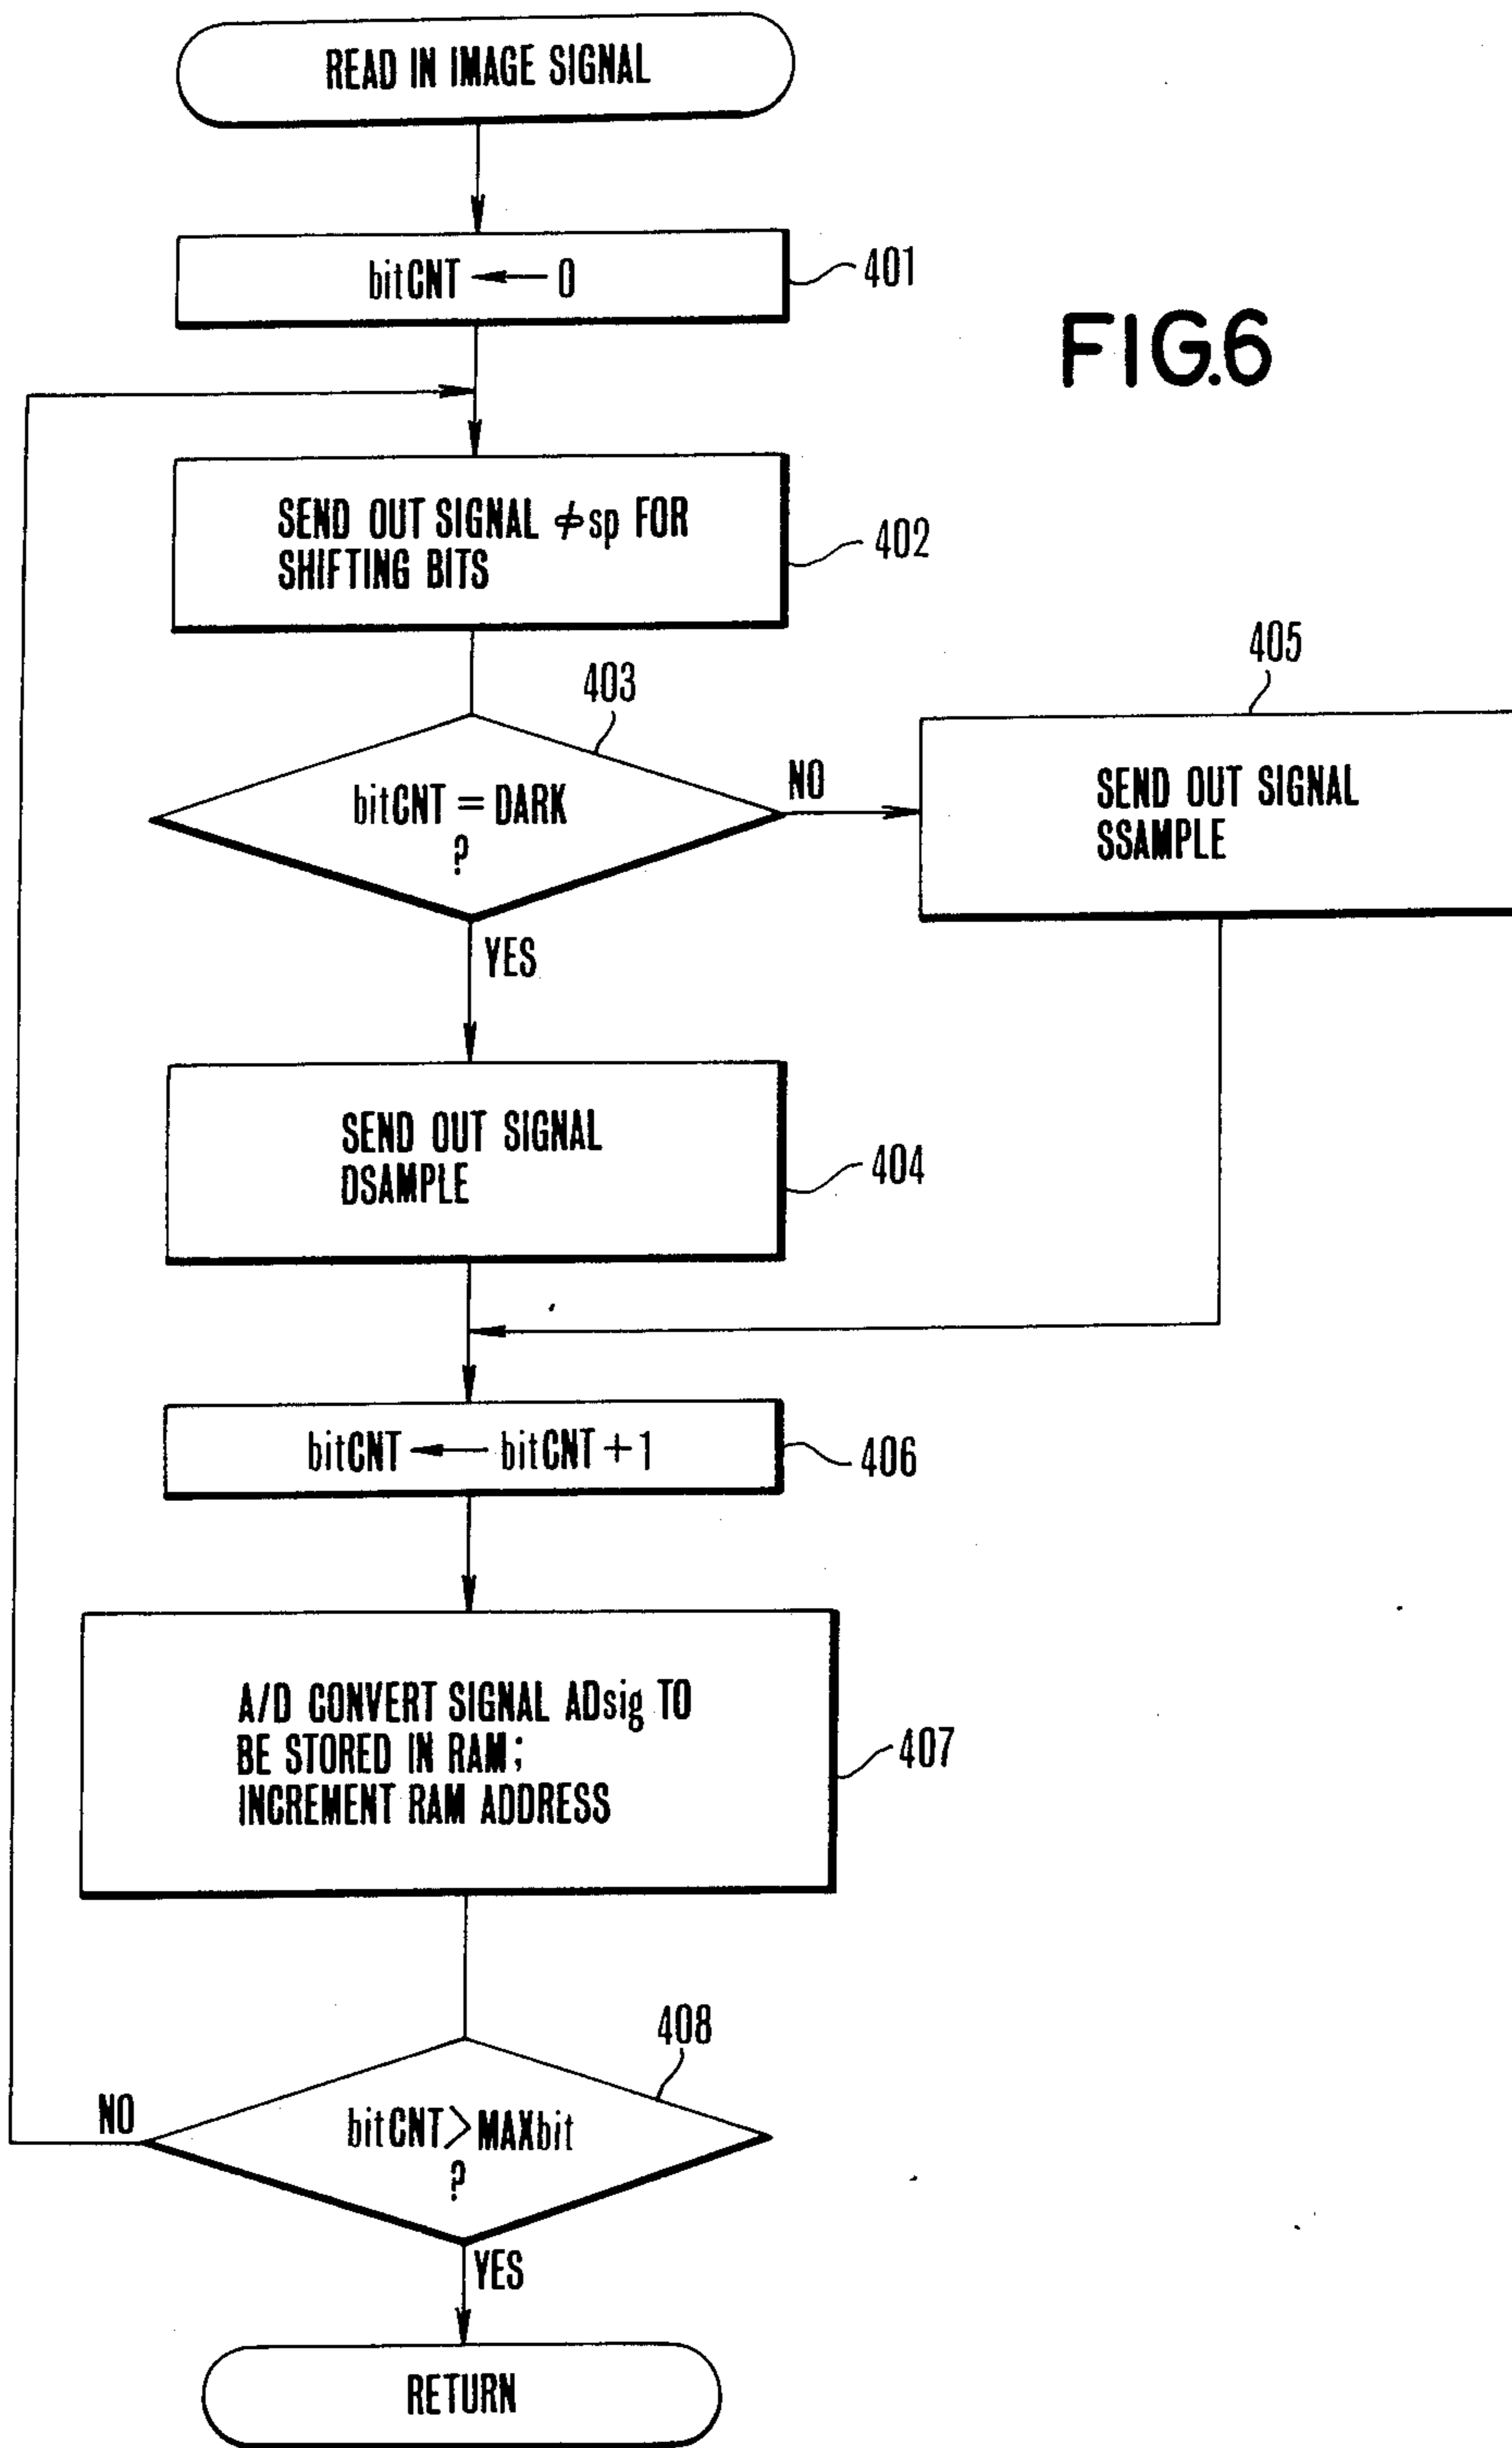 READ IN IMAGE SIGNAL
bitCNT ← 0
401
FIG.6
SEND OUT SIGNAL ϕsp FOR
SHIFTING BITS
402
403
405
bitCNT = DARK
?
NO
SEND OUT SIGNAL
SSAMPLE
YES
SEND OUT SIGNAL
DSAMPLE
404
bitCNT ← bitCNT + 1
406
A/D CONVERT SIGNAL ADsig TO
BE STORED IN RAM;
INCREMENT RAM ADDRESS
407
408
NO
bitCNT > MAXbit
?
YES
RETURN